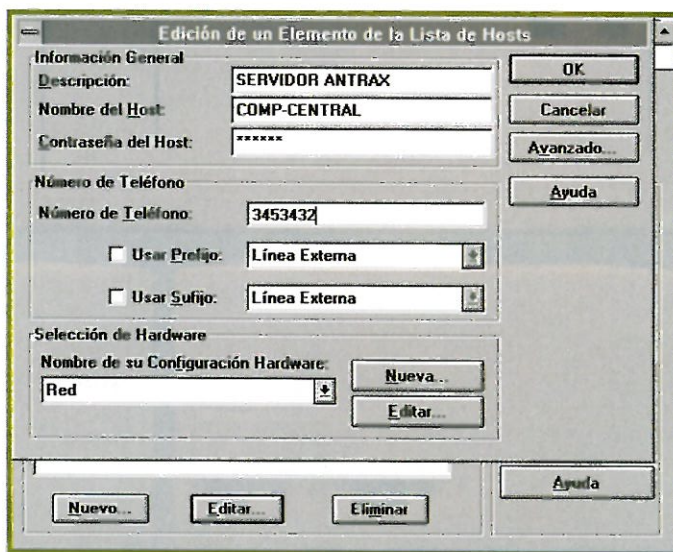 Edición de un Elemento de la Lista de Hosts
Información General
Descripción: SERVIDOR ANTRAX
Nombre del Host: COMP-CENTRAL
Contraseña del Host: ******
OK
Cancelar
Avanzado...
Ayuda
Número de Teléfono
Número de Teléfono: 3453432
Usar Prefijo: Línea Externa
Usar Sufijo: Línea Externa
Selección de Hardware
Nombre de su Configuración Hardware:
Red
Nueva...
Editar...
Nuevo... Editar... Eliminar
Ayuda